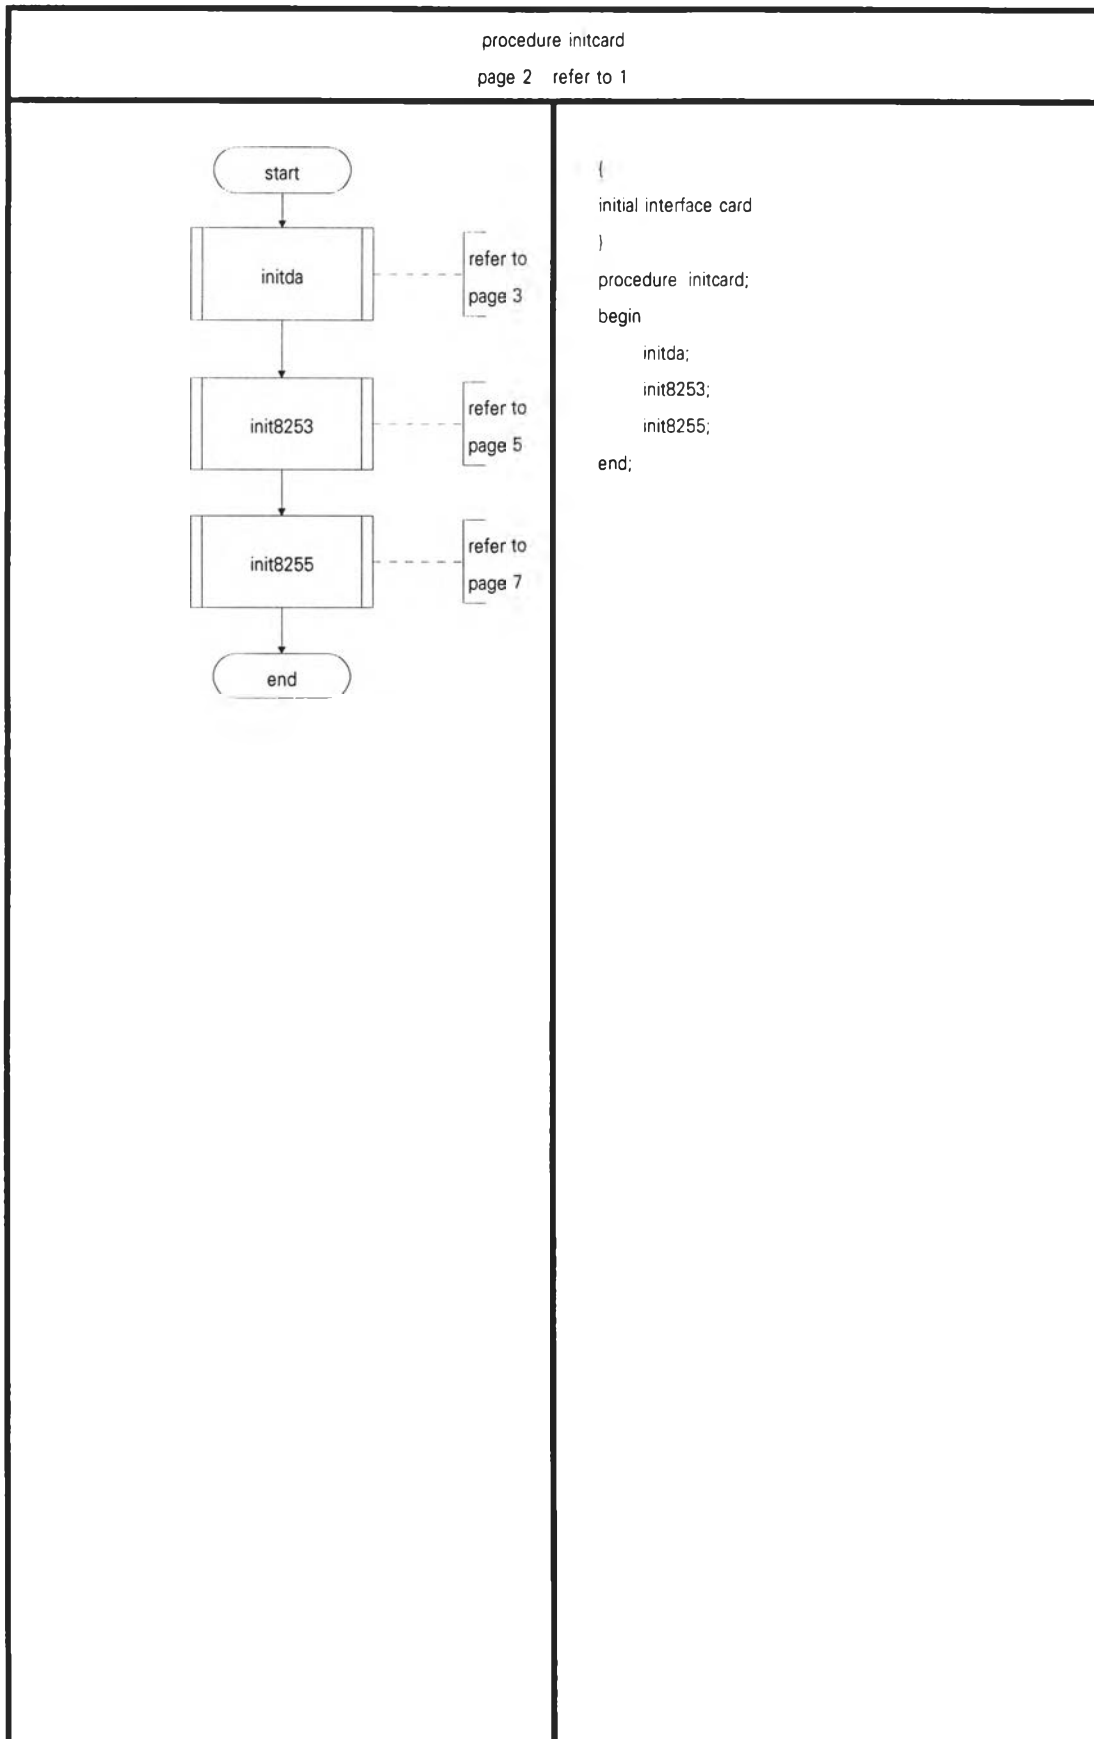 procedure initcard
page 2 refer to 1
start
initda
refer to
page 3
init8253
refer to
page 5
init8255
refer to
page 7
end
{
initial interface card
}
procedure initcard;
begin
initda;
init8253;
init8255;
end;